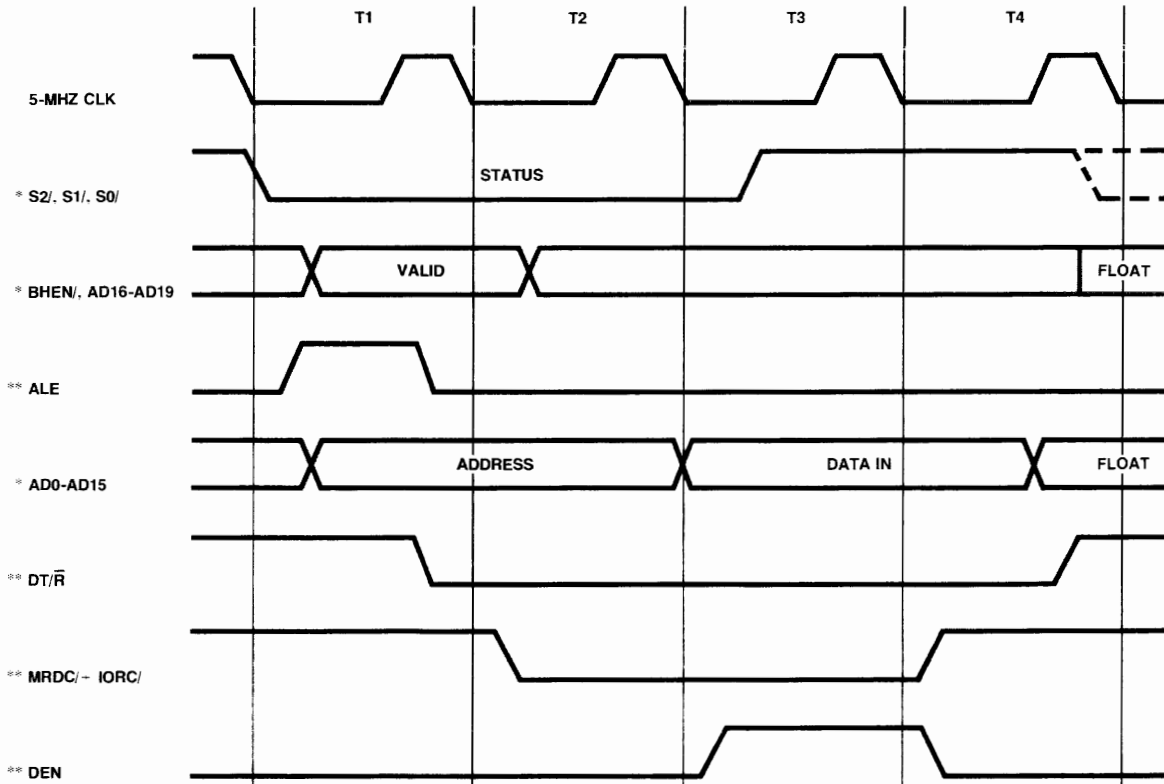 T1 T2 T3 T4
5-MHZ CLK
STATUS
* S2/, S1/, S0/
VALID
FLOAT
* BHEN/, AD16-AD19
** ALE
ADDRESS
DATA IN
FLOAT
* AD0-AD15
** DT/R̅
** MRDC/ - IORC/
** DEN